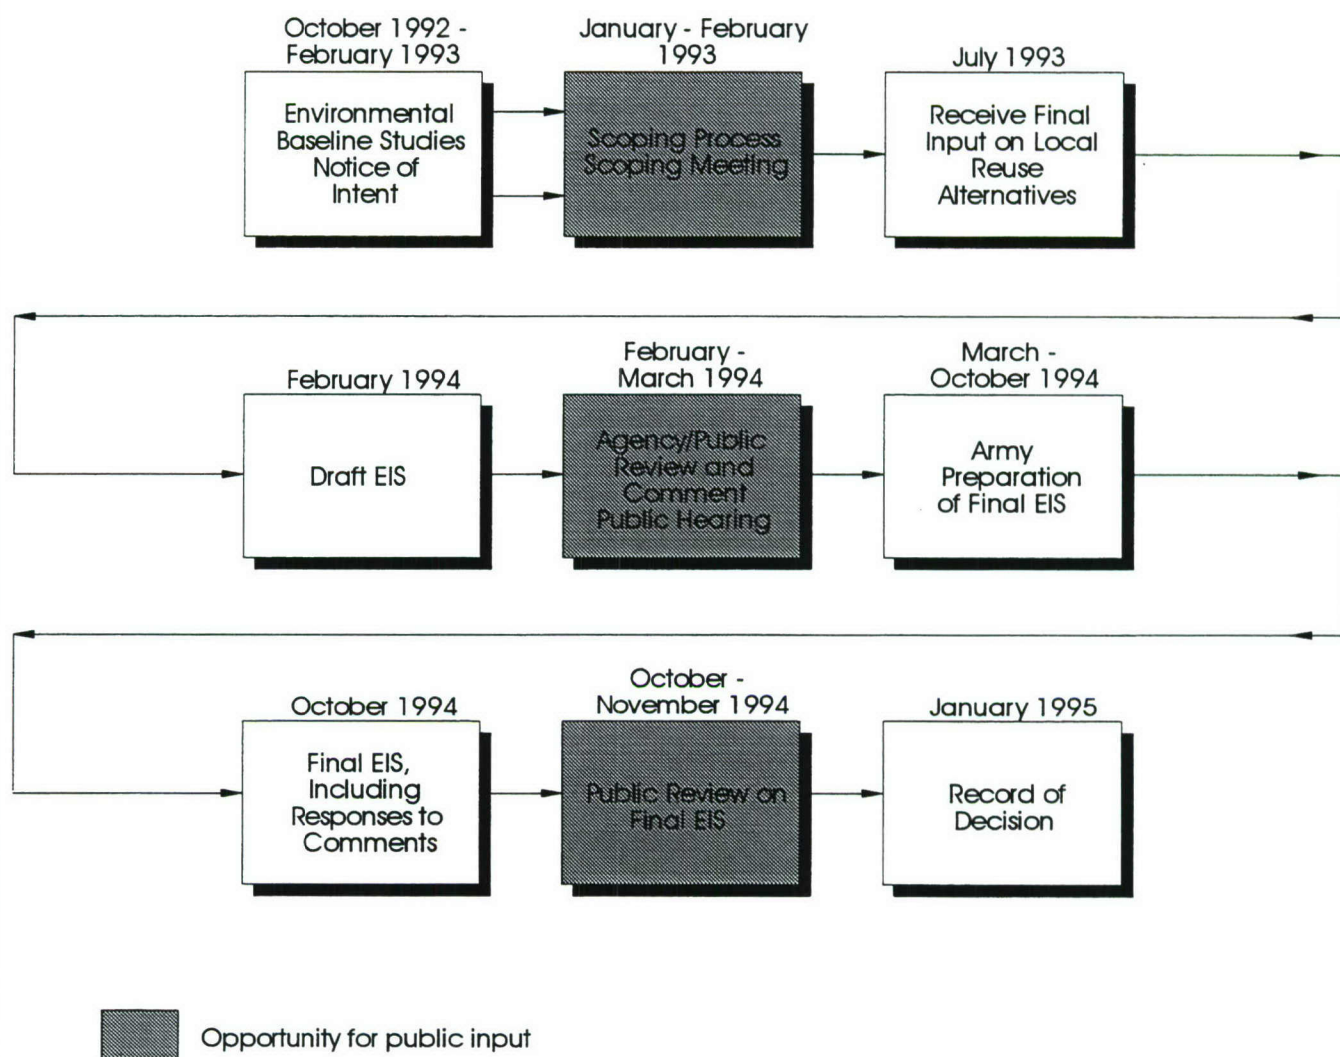 October 1992 -
February 1993
Environmental
Baseline Studies
Notice of
Intent
January - February
1993
Scoping Process
Scoping Meeting
July 1993
Receive Final
Input on Local
Reuse
Alternatives
February 1994
Draft EIS
February -
March 1994
Agency/Public
Review and
Comment
Public Hearing
March -
October 1994
Army
Preparation
of Final EIS
October 1994
Final EIS,
Including
Responses to
Comments
October -
November 1994
Public Review on
Final EIS
January 1995
Record of
Decision
Opportunity for public input